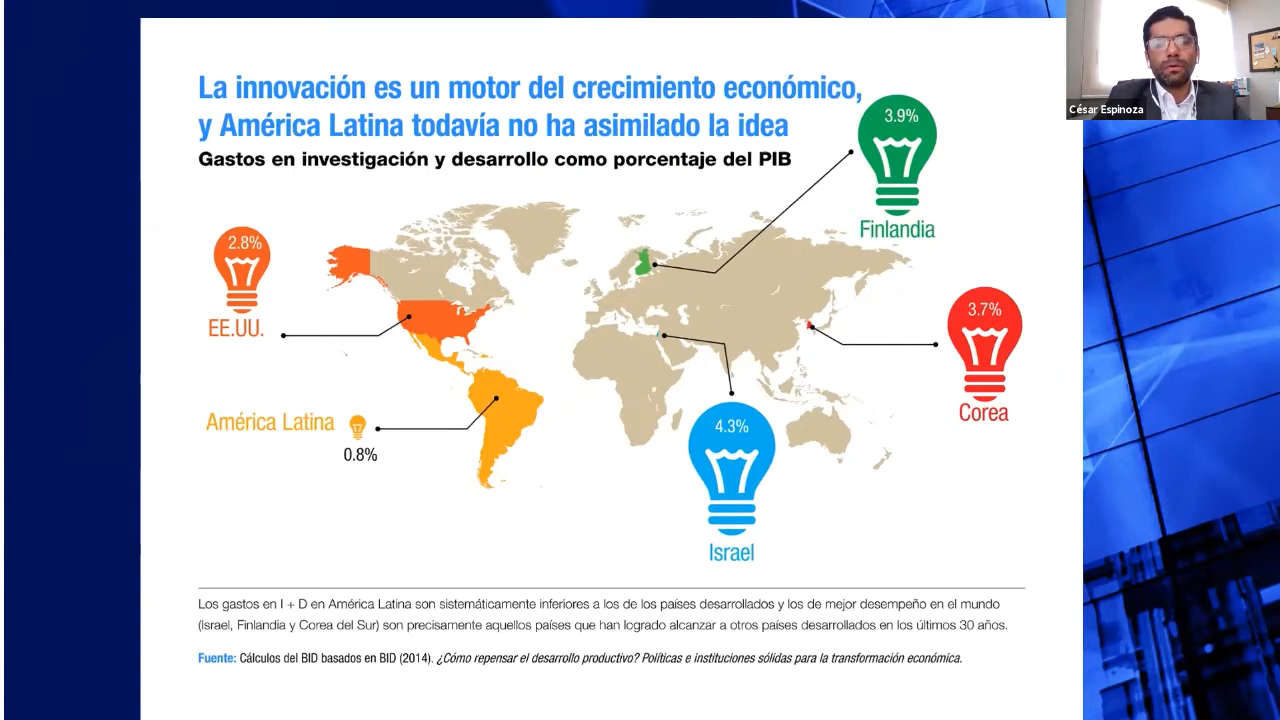 La innovación es un motor del crecimiento económico,
y América Latina todavía no ha asimilado la idea
Gastos en investigación y desarrollo como porcentaje del PIB
César Espinoza
3.9%
Finlandia
2.8%
EE.UU.
3.7%
Corea
América Latina
0.8%
4.3%
Israel
Los gastos en I + D en América Latina son sistemáticamente inferiores a los de los países desarrollados y los de mejor desempeño en el mundo
(Israel, Finlandia y Corea del Sur) son precisamente aquellos países que han logrado alcanzar a otros países desarrollados en los últimos 30 años.
Fuente: Cálculos del BID basados en BID (2014). ¿Cómo repensar el desarrollo productivo? Políticas e instituciones sólidas para la transformación económica.